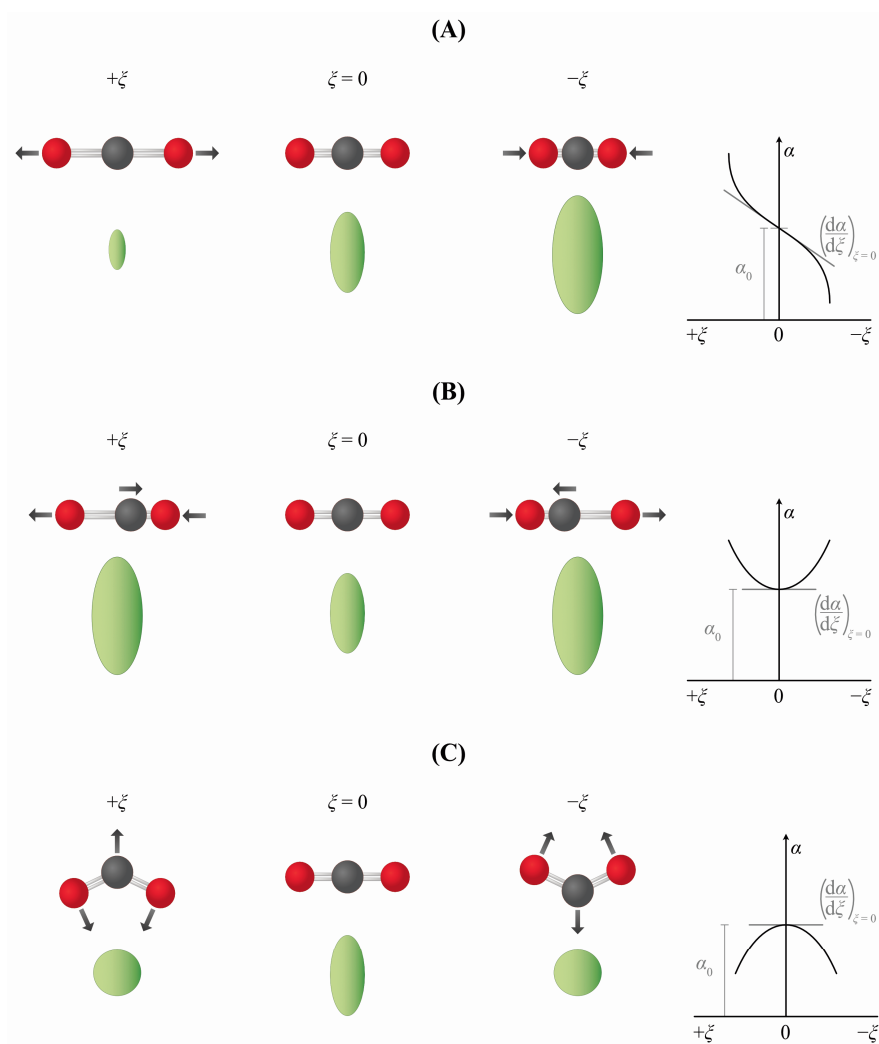 (A)
+ξ ξ = 0 −ξ
α
(dα/dξ)ξ = 0
α0
+ξ 0 −ξ
(B)
+ξ ξ = 0 −ξ
α
(dα/dξ)ξ = 0
α0
+ξ 0 −ξ
(C)
+ξ ξ = 0 −ξ
α
(dα/dξ)ξ = 0
α0
+ξ 0 −ξ